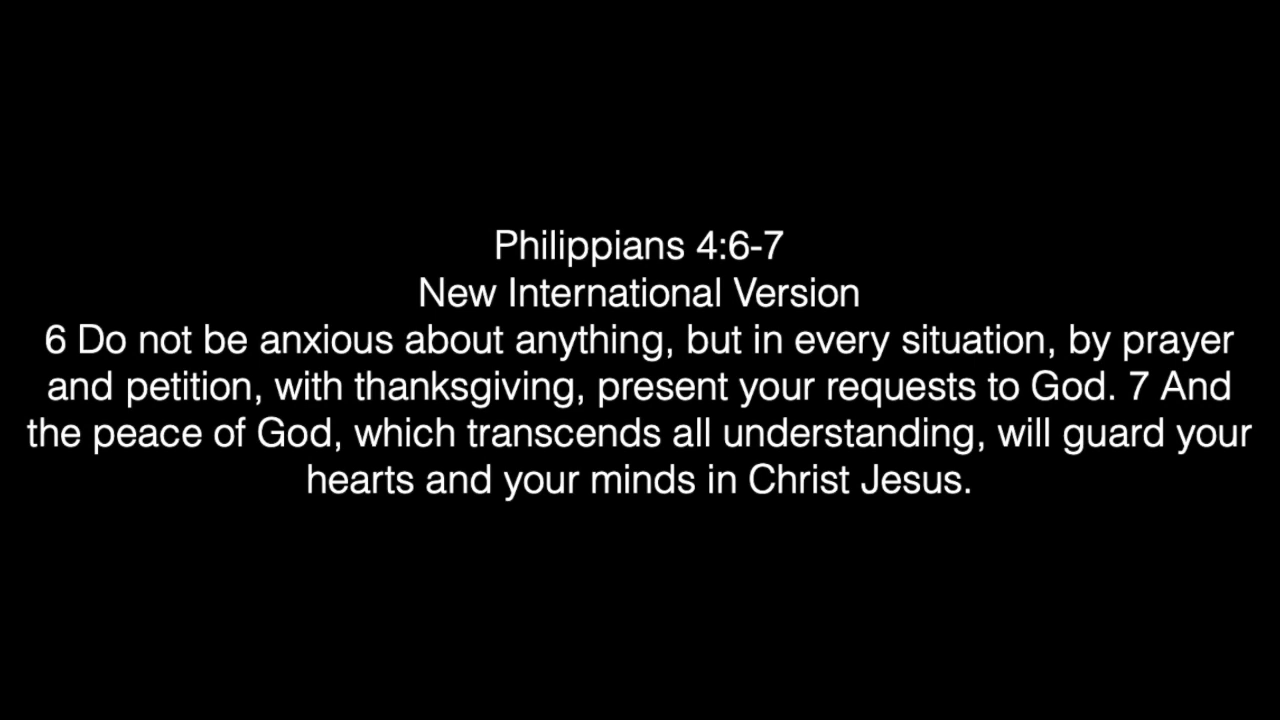 Philippians 4:6-7
New International Version
6 Do not be anxious about anything, but in every situation, by prayer
and petition, with thanksgiving, present your requests to God. 7 And
the peace of God, which transcends all understanding, will guard your
hearts and your minds in Christ Jesus.